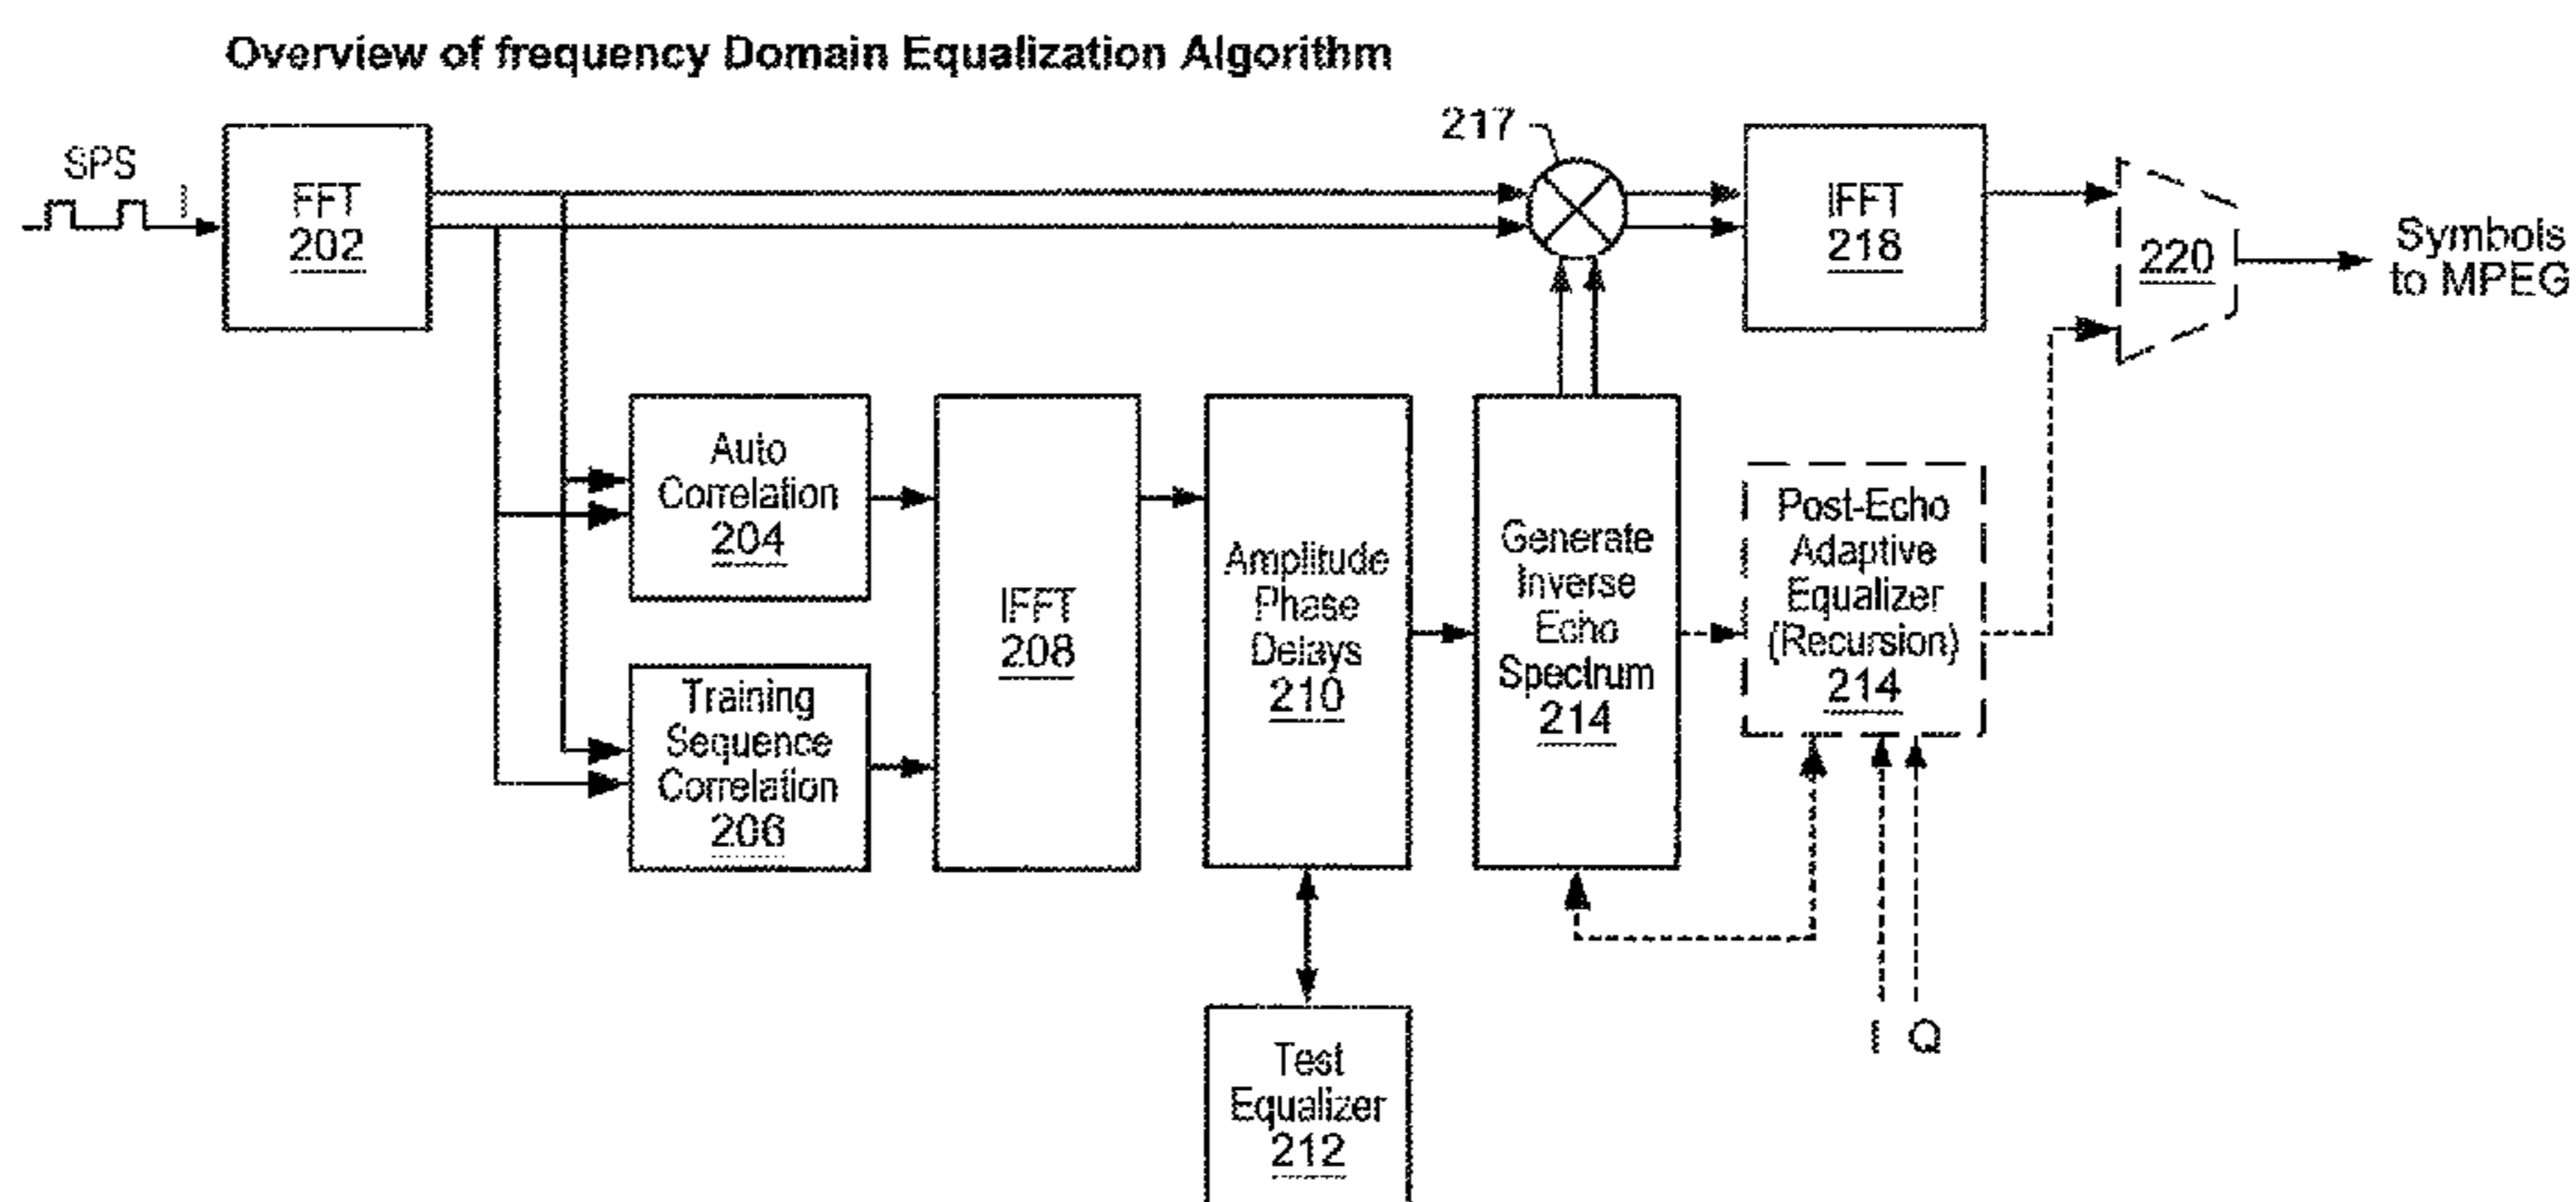 Overview of frequency Domain Equalization Algorithm
217
SPS
I
FFT
202
IFFT
218
220
Symbols
to MPEG
Auto
Correlation
204
IFFT
208
Amplitude
Phase
Delays
210
Generate
Inverse
Echo
Spectrum
214
Post-Echo
Adaptive
Equalizer
(Recursion)
214
Training
Sequence
Correlation
206
I Q
Test
Equalizer
212